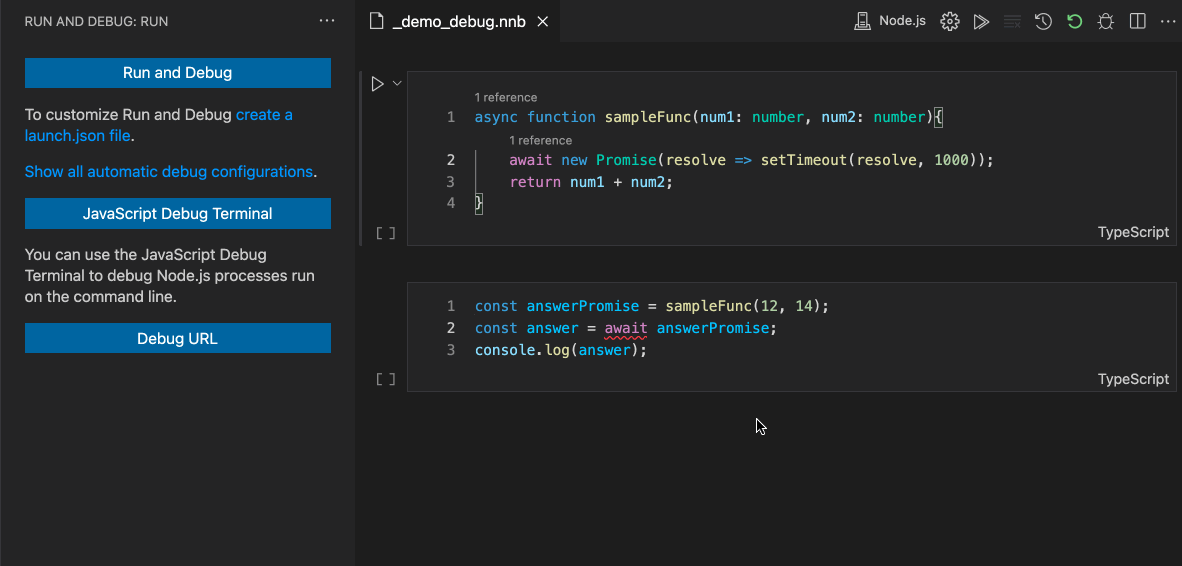 RUN AND DEBUG: RUN
Run and Debug
To customize Run and Debug create a
launch.json file.
Show all automatic debug configurations.
JavaScript Debug Terminal
You can use the JavaScript Debug
Terminal to debug Node.js processes run
on the command line.
Debug URL
_demo_debug.nnb
Node.js
1 reference
1 async function sampleFunc(num1: number, num2: number){
1 reference
2 await new Promise(resolve => setTimeout(resolve, 1000));
3 return num1 + num2;
4 }
[ ]
TypeScript
1 const answerPromise = sampleFunc(12, 14);
2 const answer = await answerPromise;
3 console.log(answer);
[ ]
TypeScript